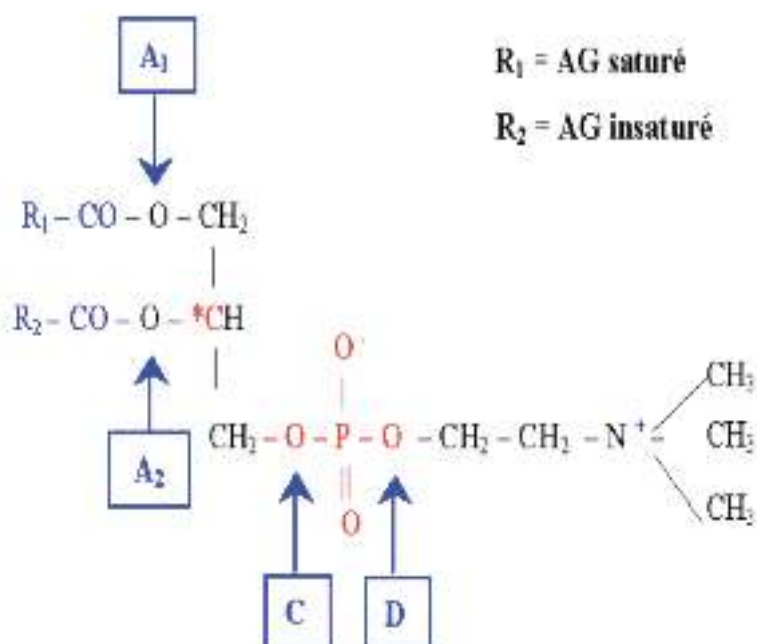 A₁
R₁ = AG saturé
R₂ = AG insaturé
R₁ – CO – O – CH₂
|
R₂ – CO – O – *CH
|
O⁻
|
CH₂ – O – P – O – CH₂ – CH₂ – N⁺ –
||
O
CH₃
CH₃
CH₃
A₂
C
D